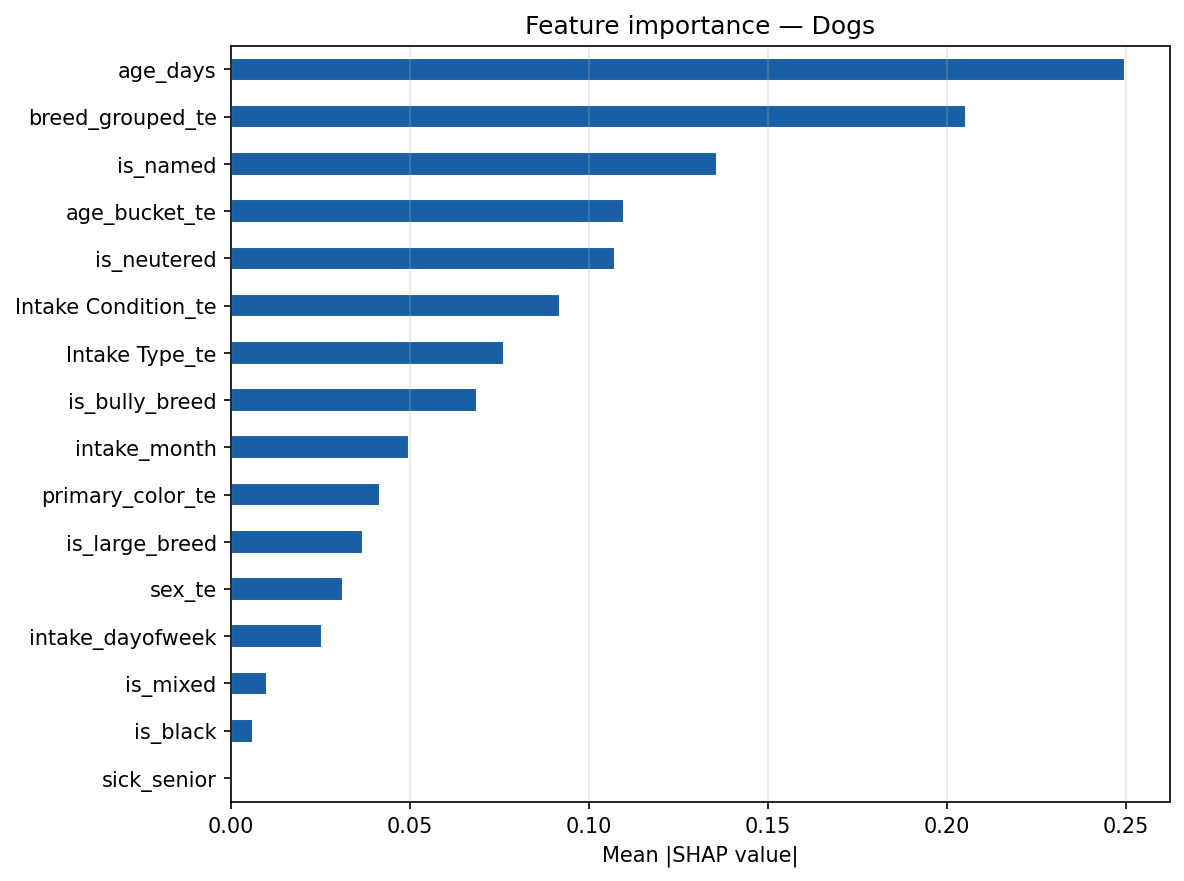 Feature importance — Dogs
age_days
breed_grouped_te
is_named
age_bucket_te
is_neutered
Intake Condition_te
Intake Type_te
is_bully_breed
intake_month
primary_color_te
is_large_breed
sex_te
intake_dayofweek
is_mixed
is_black
sick_senior
0.00 0.05 0.10 0.15 0.20 0.25
Mean |SHAP value|